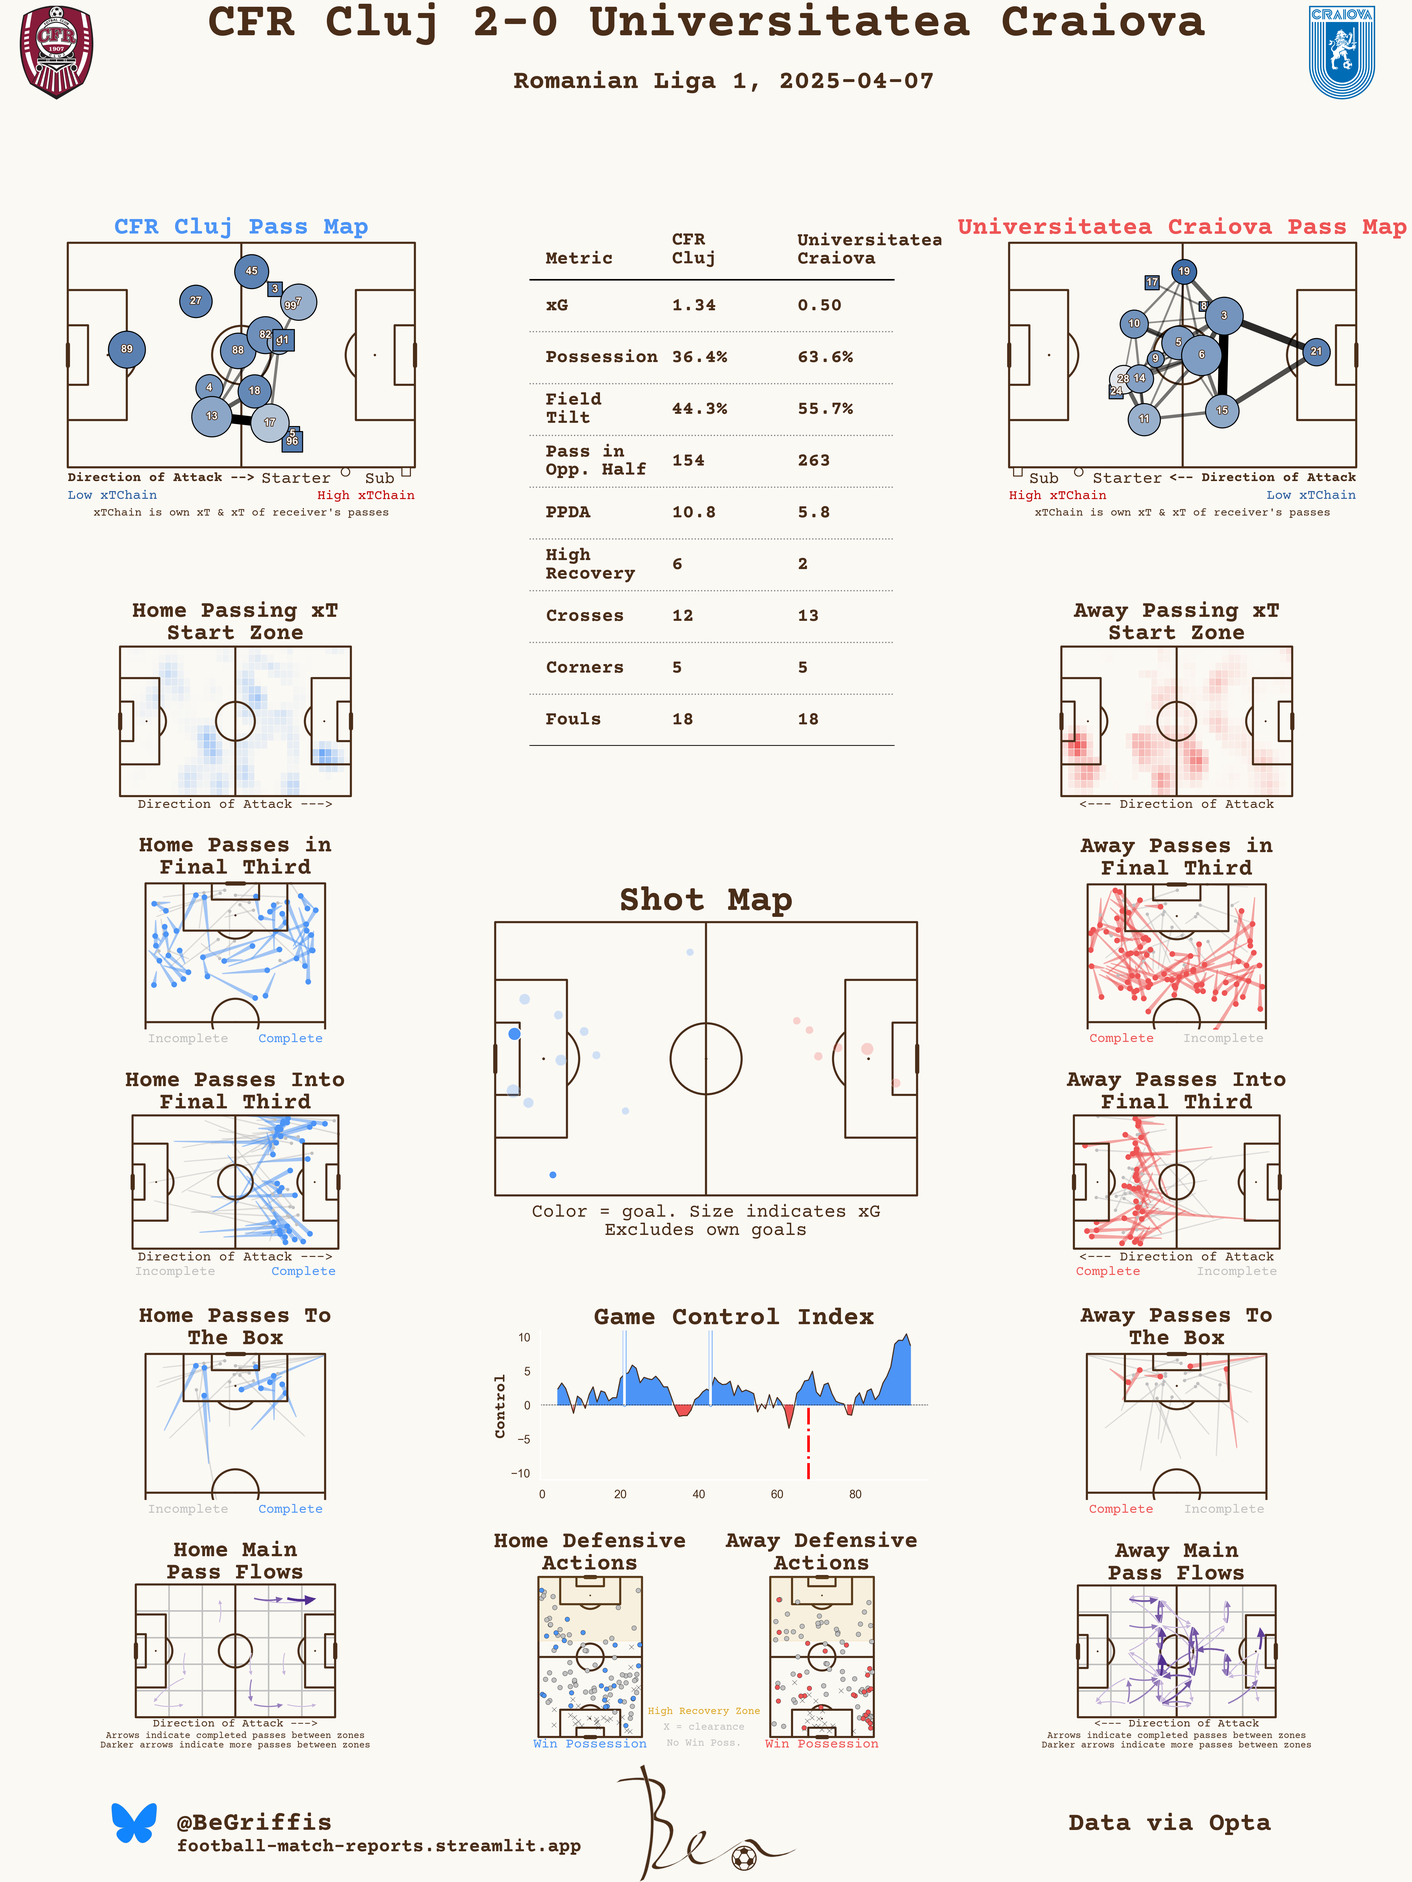 CFR Cluj 2-0 Universitatea Craiova
Romanian Liga 1, 2025-04-07
CFR
1907
CRAIOVA
CFR Cluj Pass Map
45
3
27
99
7
82
11
89
88
4
18
13
17
5
96
Direction of Attack --> Starter Sub
Low xTChain High xTChain
xTChain is own xT & xT of receiver's passes
Metric CFR Cluj Universitatea Craiova
xG 1.34 0.50
Possession 36.4% 63.6%
Field Tilt 44.3% 55.7%
Pass in Opp. Half 154 263
PPDA 10.8 5.8
High Recovery 6 2
Crosses 12 13
Corners 5 5
Fouls 18 18
Universitatea Craiova Pass Map
19
17
8
3
10
5
6
9
21
28
14
24
11
15
Sub Starter <-- Direction of Attack
High xTChain Low xTChain
xTChain is own xT & xT of receiver's passes
Home Passing xT
Start Zone
Direction of Attack --->
Away Passing xT
Start Zone
<--- Direction of Attack
Home Passes in
Final Third
Incomplete Complete
Away Passes in
Final Third
Complete Incomplete
Shot Map
Color = goal. Size indicates xG
Excludes own goals
Home Passes Into
Final Third
Direction of Attack --->
Incomplete Complete
Away Passes Into
Final Third
<--- Direction of Attack
Complete Incomplete
Home Passes To
The Box
Incomplete Complete
Game Control Index
Control
10
5
0
−5
−10
0 20 40 60 80
Away Passes To
The Box
Complete Incomplete
Home Main
Pass Flows
Direction of Attack --->
Arrows indicate completed passes between zones
Darker arrows indicate more passes between zones
Home Defensive
Actions
Win Possession
Away Defensive
Actions
Win Possession
High Recovery Zone
X = clearance
No Win Poss.
Away Main
Pass Flows
<--- Direction of Attack
Arrows indicate completed passes between zones
Darker arrows indicate more passes between zones
@BeGriffis
football-match-reports.streamlit.app
Ben
Data via Opta